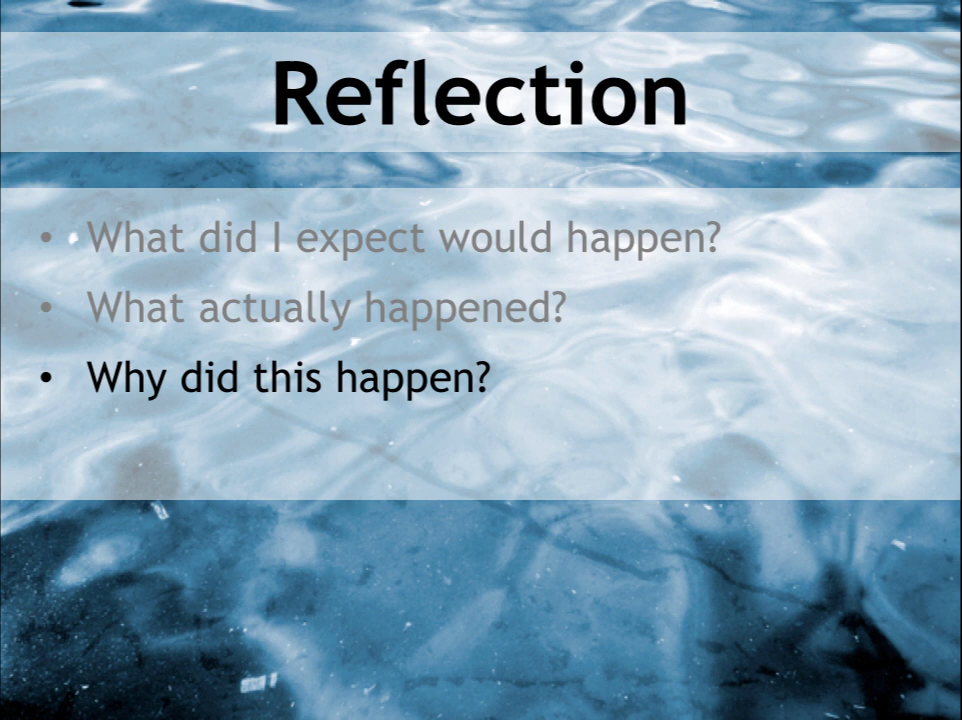 Reflection
• What did I expect would happen?
• What actually happened?
• Why did this happen?